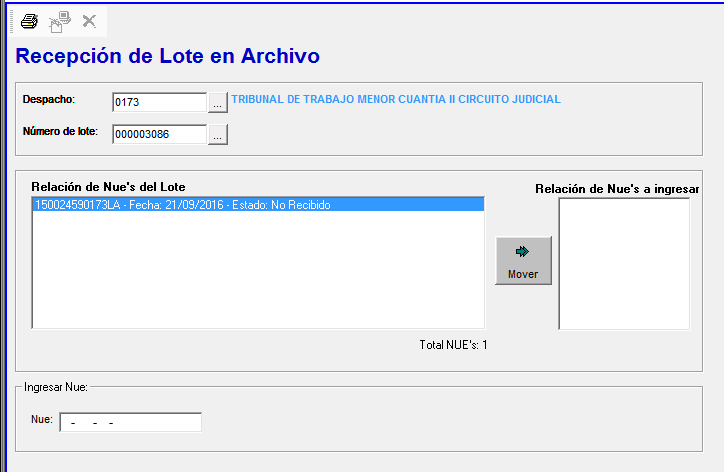 Recepción de Lote en Archivo
Despacho: 0173 ... TRIBUNAL DE TRABAJO MENOR CUANTIA II CIRCUITO JUDICIAL
Número de lote: 000003086 ...
Relación de Nue's del Lote
Relación de Nue's a ingresar
150024590173LA - Fecha: 21/09/2016 - Estado: No Recibido
Mover
Total NUE's: 1
Ingresar Nue:
Nue: - - -